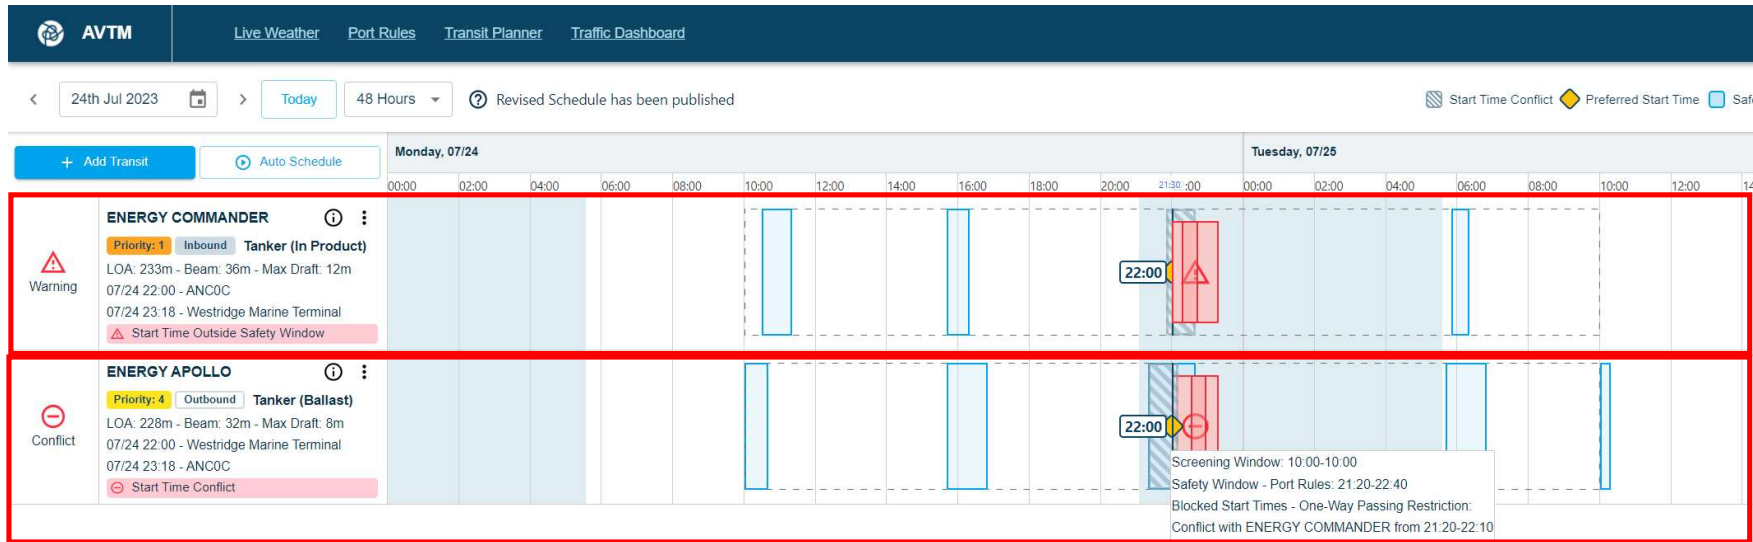 AVTM
Live Weather Port Rules Transit Planner Traffic Dashboard
24th Jul 2023 Today 48 Hours Revised Schedule has been published
Start Time Conflict Preferred Start Time Saf
+ Add Transit Auto Schedule
Monday, 07/24 Tuesday, 07/25
00:00 02:00 04:00 06:00 08:00 10:00 12:00 14:00 16:00 18:00 20:00 21:30 :00 00:00 02:00 04:00 06:00 08:00 10:00 12:00 14
Warning
ENERGY COMMANDER
Priority: 1 Inbound Tanker (In Product)
LOA: 233m - Beam: 36m - Max Draft: 12m
07/24 22:00 - ANC0C
07/24 23:18 - Westridge Marine Terminal
Start Time Outside Safety Window
22:00
Conflict
ENERGY APOLLO
Priority: 4 Outbound Tanker (Ballast)
LOA: 228m - Beam: 32m - Max Draft: 8m
07/24 22:00 - Westridge Marine Terminal
07/24 23:18 - ANC0C
Start Time Conflict
22:00
Screening Window: 10:00-10:00
Safety Window - Port Rules: 21:20-22:40
Blocked Start Times - One-Way Passing Restriction:
Conflict with ENERGY COMMANDER from 21:20-22:10